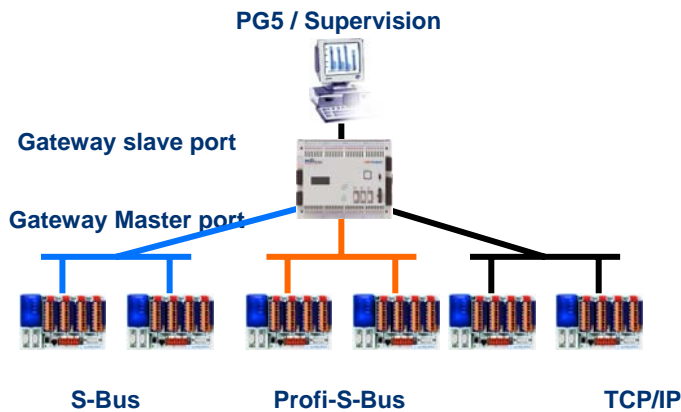 PG5 / Supervision
Gateway slave port
Gateway Master port
S-Bus
Profi-S-Bus
TCP/IP